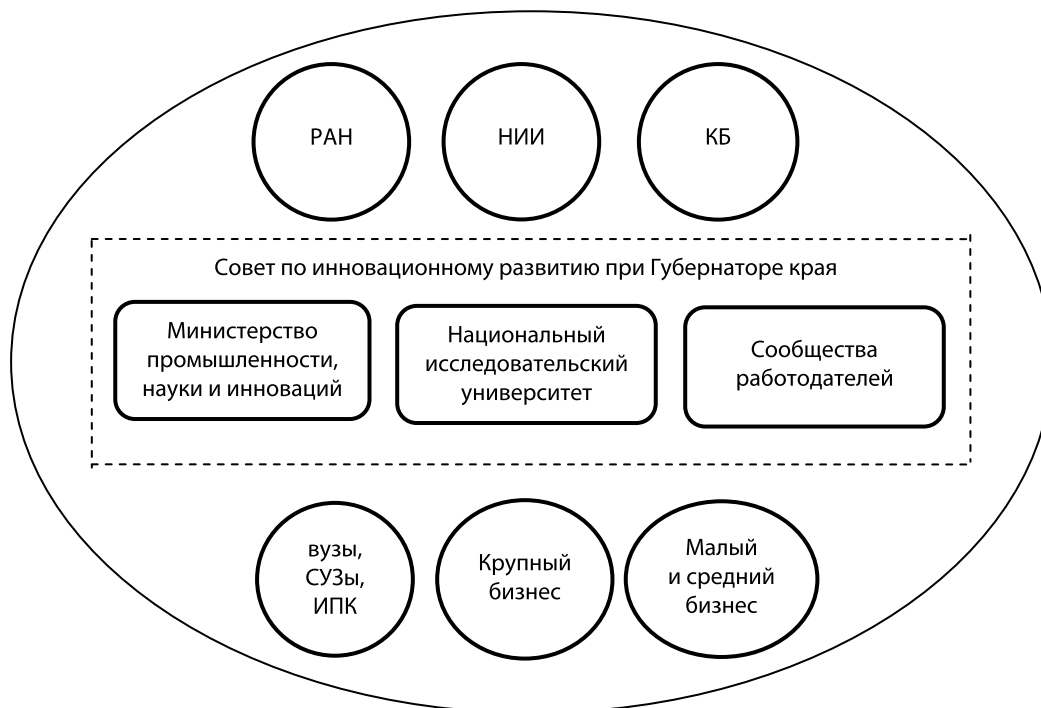 РАН
НИИ
КБ
Совет по инновационному развитию при Губернаторе края
Министерство
промышленности,
науки и инноваций
Национальный
исследовательский
университет
Сообщества
работодателей
вузы,
СУЗы,
ИПК
Крупный
бизнес
Малый
и средний
бизнес